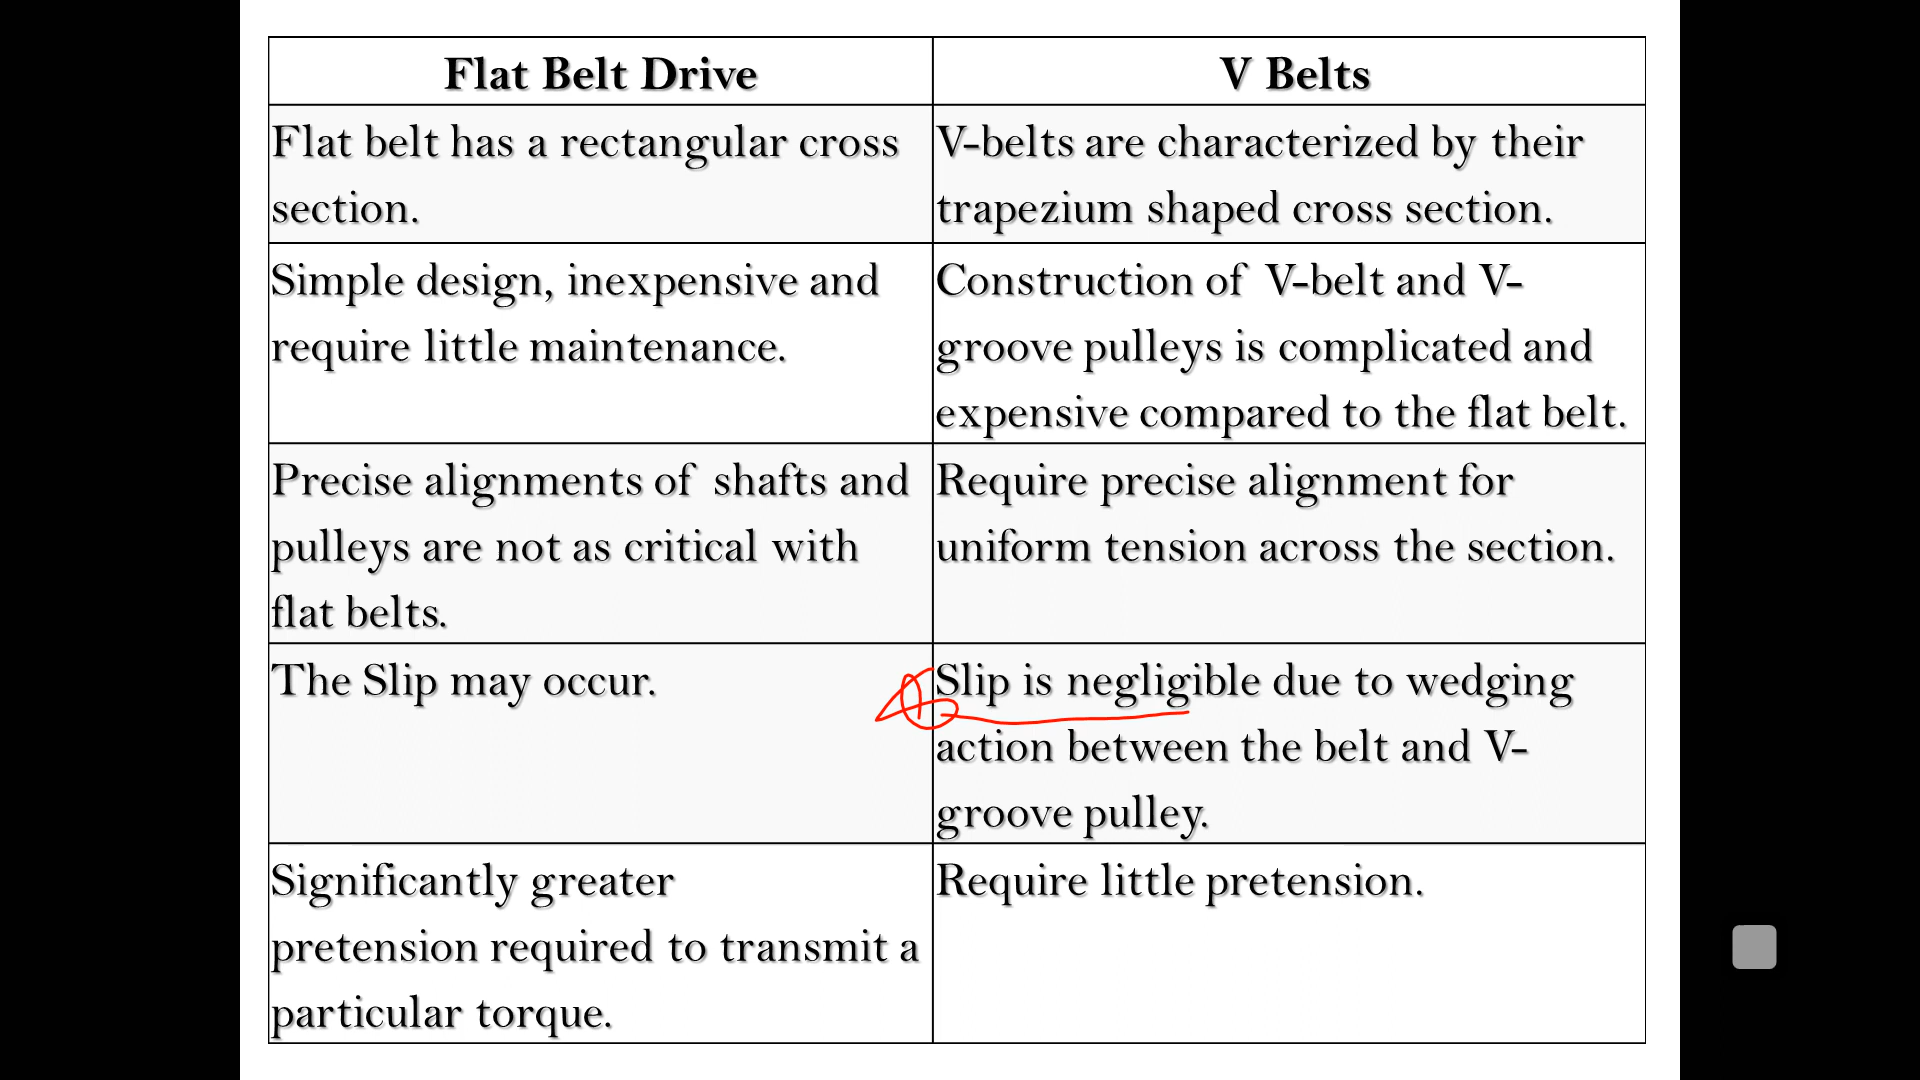 Flat Belt Drive
V Belts
Flat belt has a rectangular cross
section.
V-belts are characterized by their
trapezium shaped cross section.
Simple design, inexpensive and
require little maintenance.
Construction of V-belt and V-
groove pulleys is complicated and
expensive compared to the flat belt.
Precise alignments of shafts and
pulleys are not as critical with
flat belts.
Require precise alignment for
uniform tension across the section.
The Slip may occur.
Slip is negligible due to wedging
action between the belt and V-
groove pulley.
Significantly greater
pretension required to transmit a
particular torque.
Require little pretension.